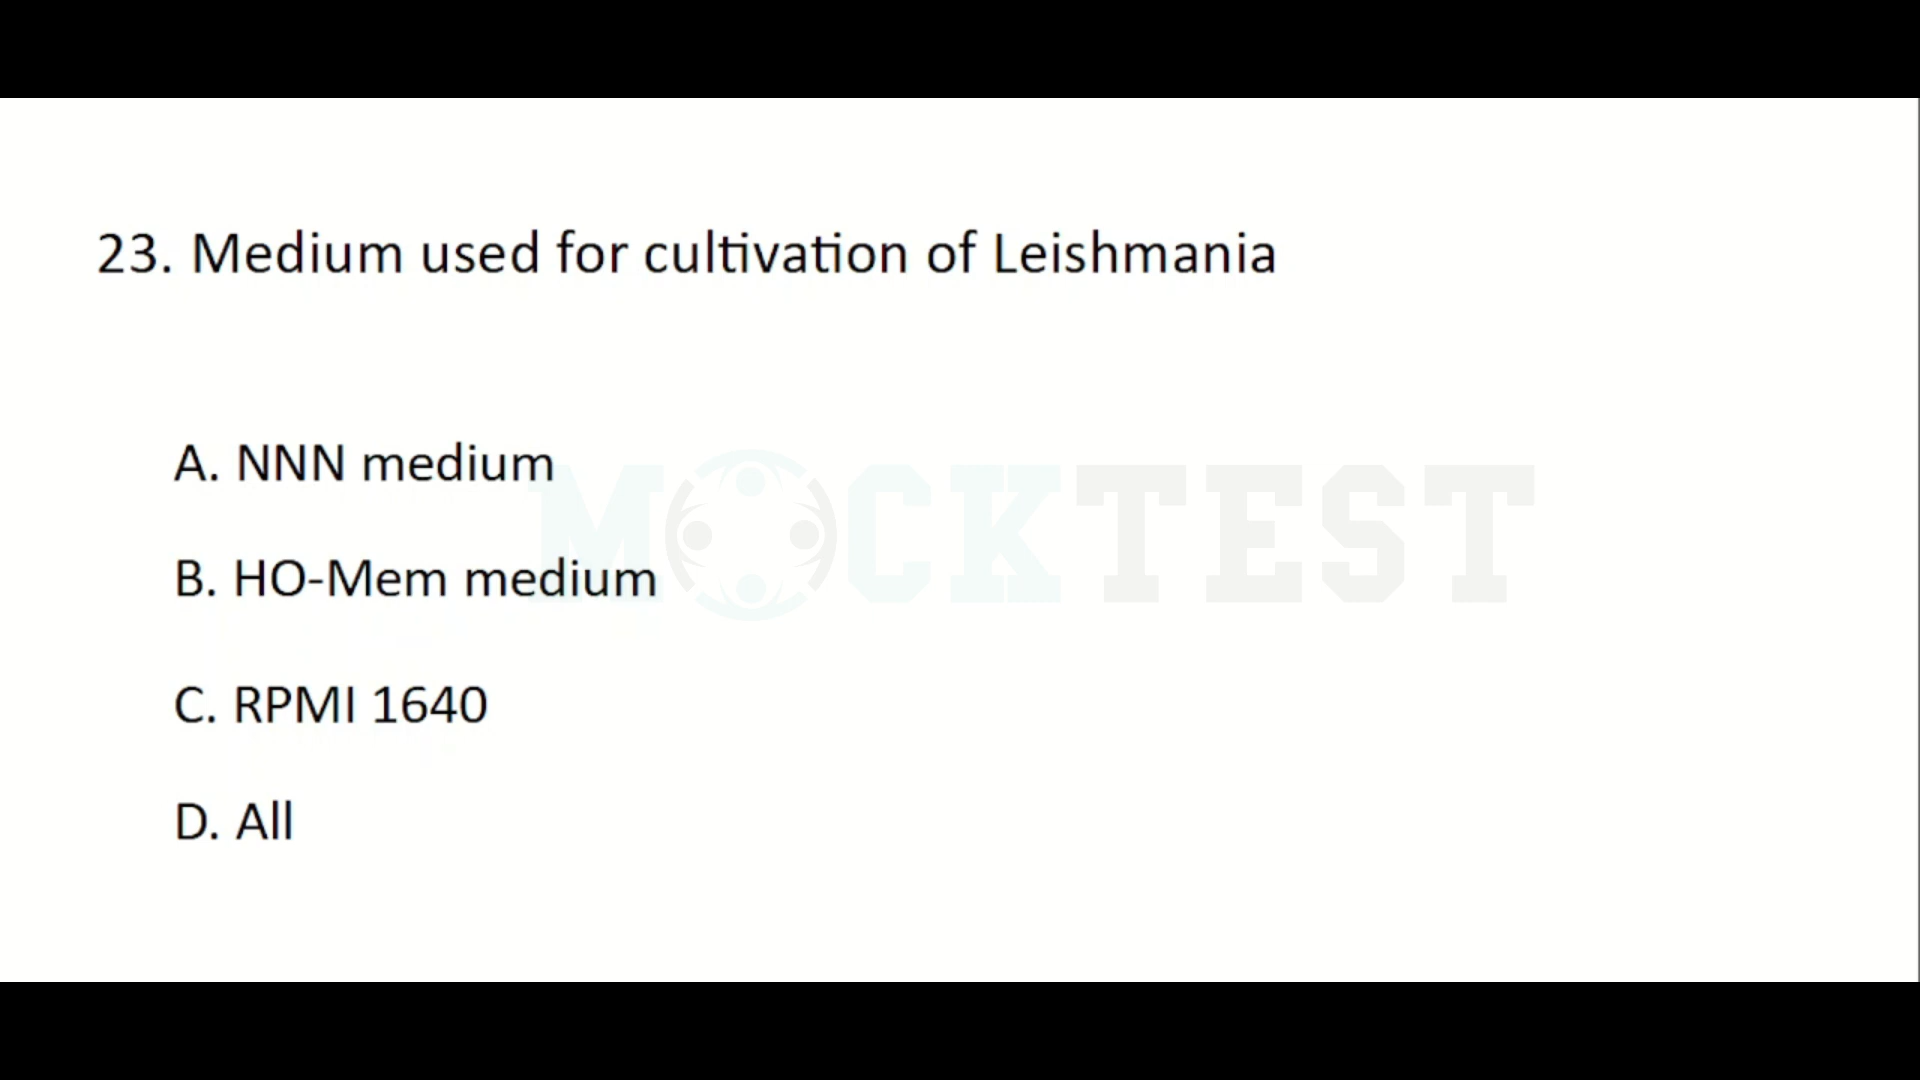 23. Medium used for cultivation of Leishmania
A. NNN medium
MOCKTEST
B. HO-Mem medium
C. RPMI 1640
D. All